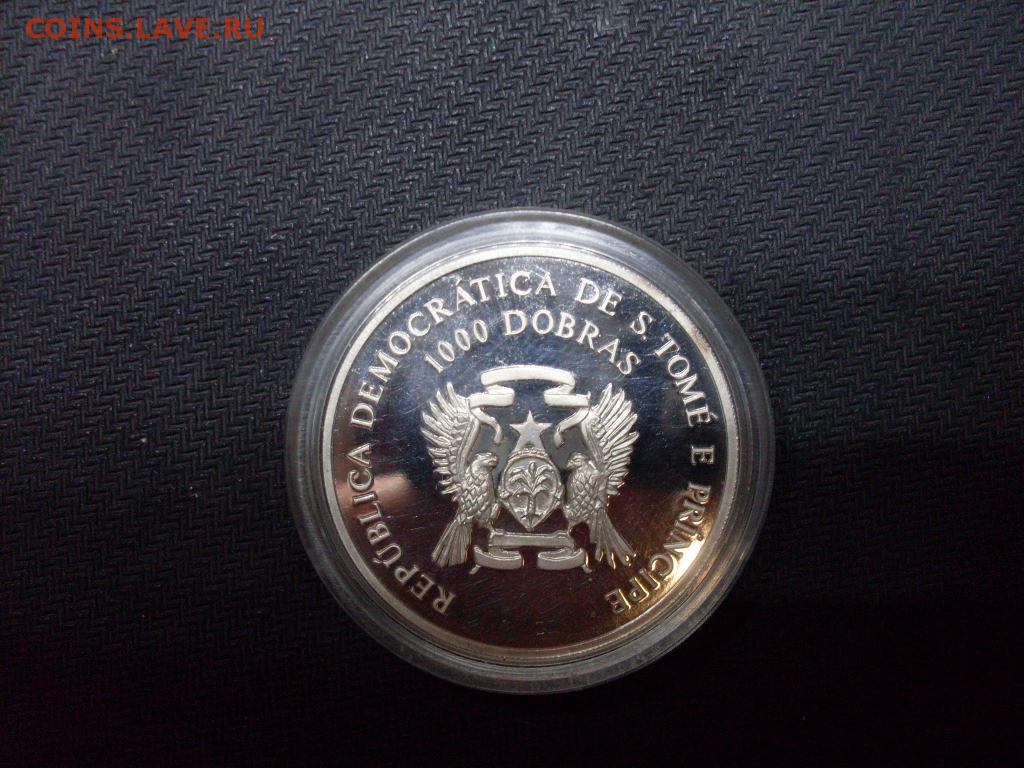 COINS.LAVE.RU
REPÚBLICA DEMOCRÁTICA DE S TOMÉ E PRÍNCIPE
1000 DOBRAS